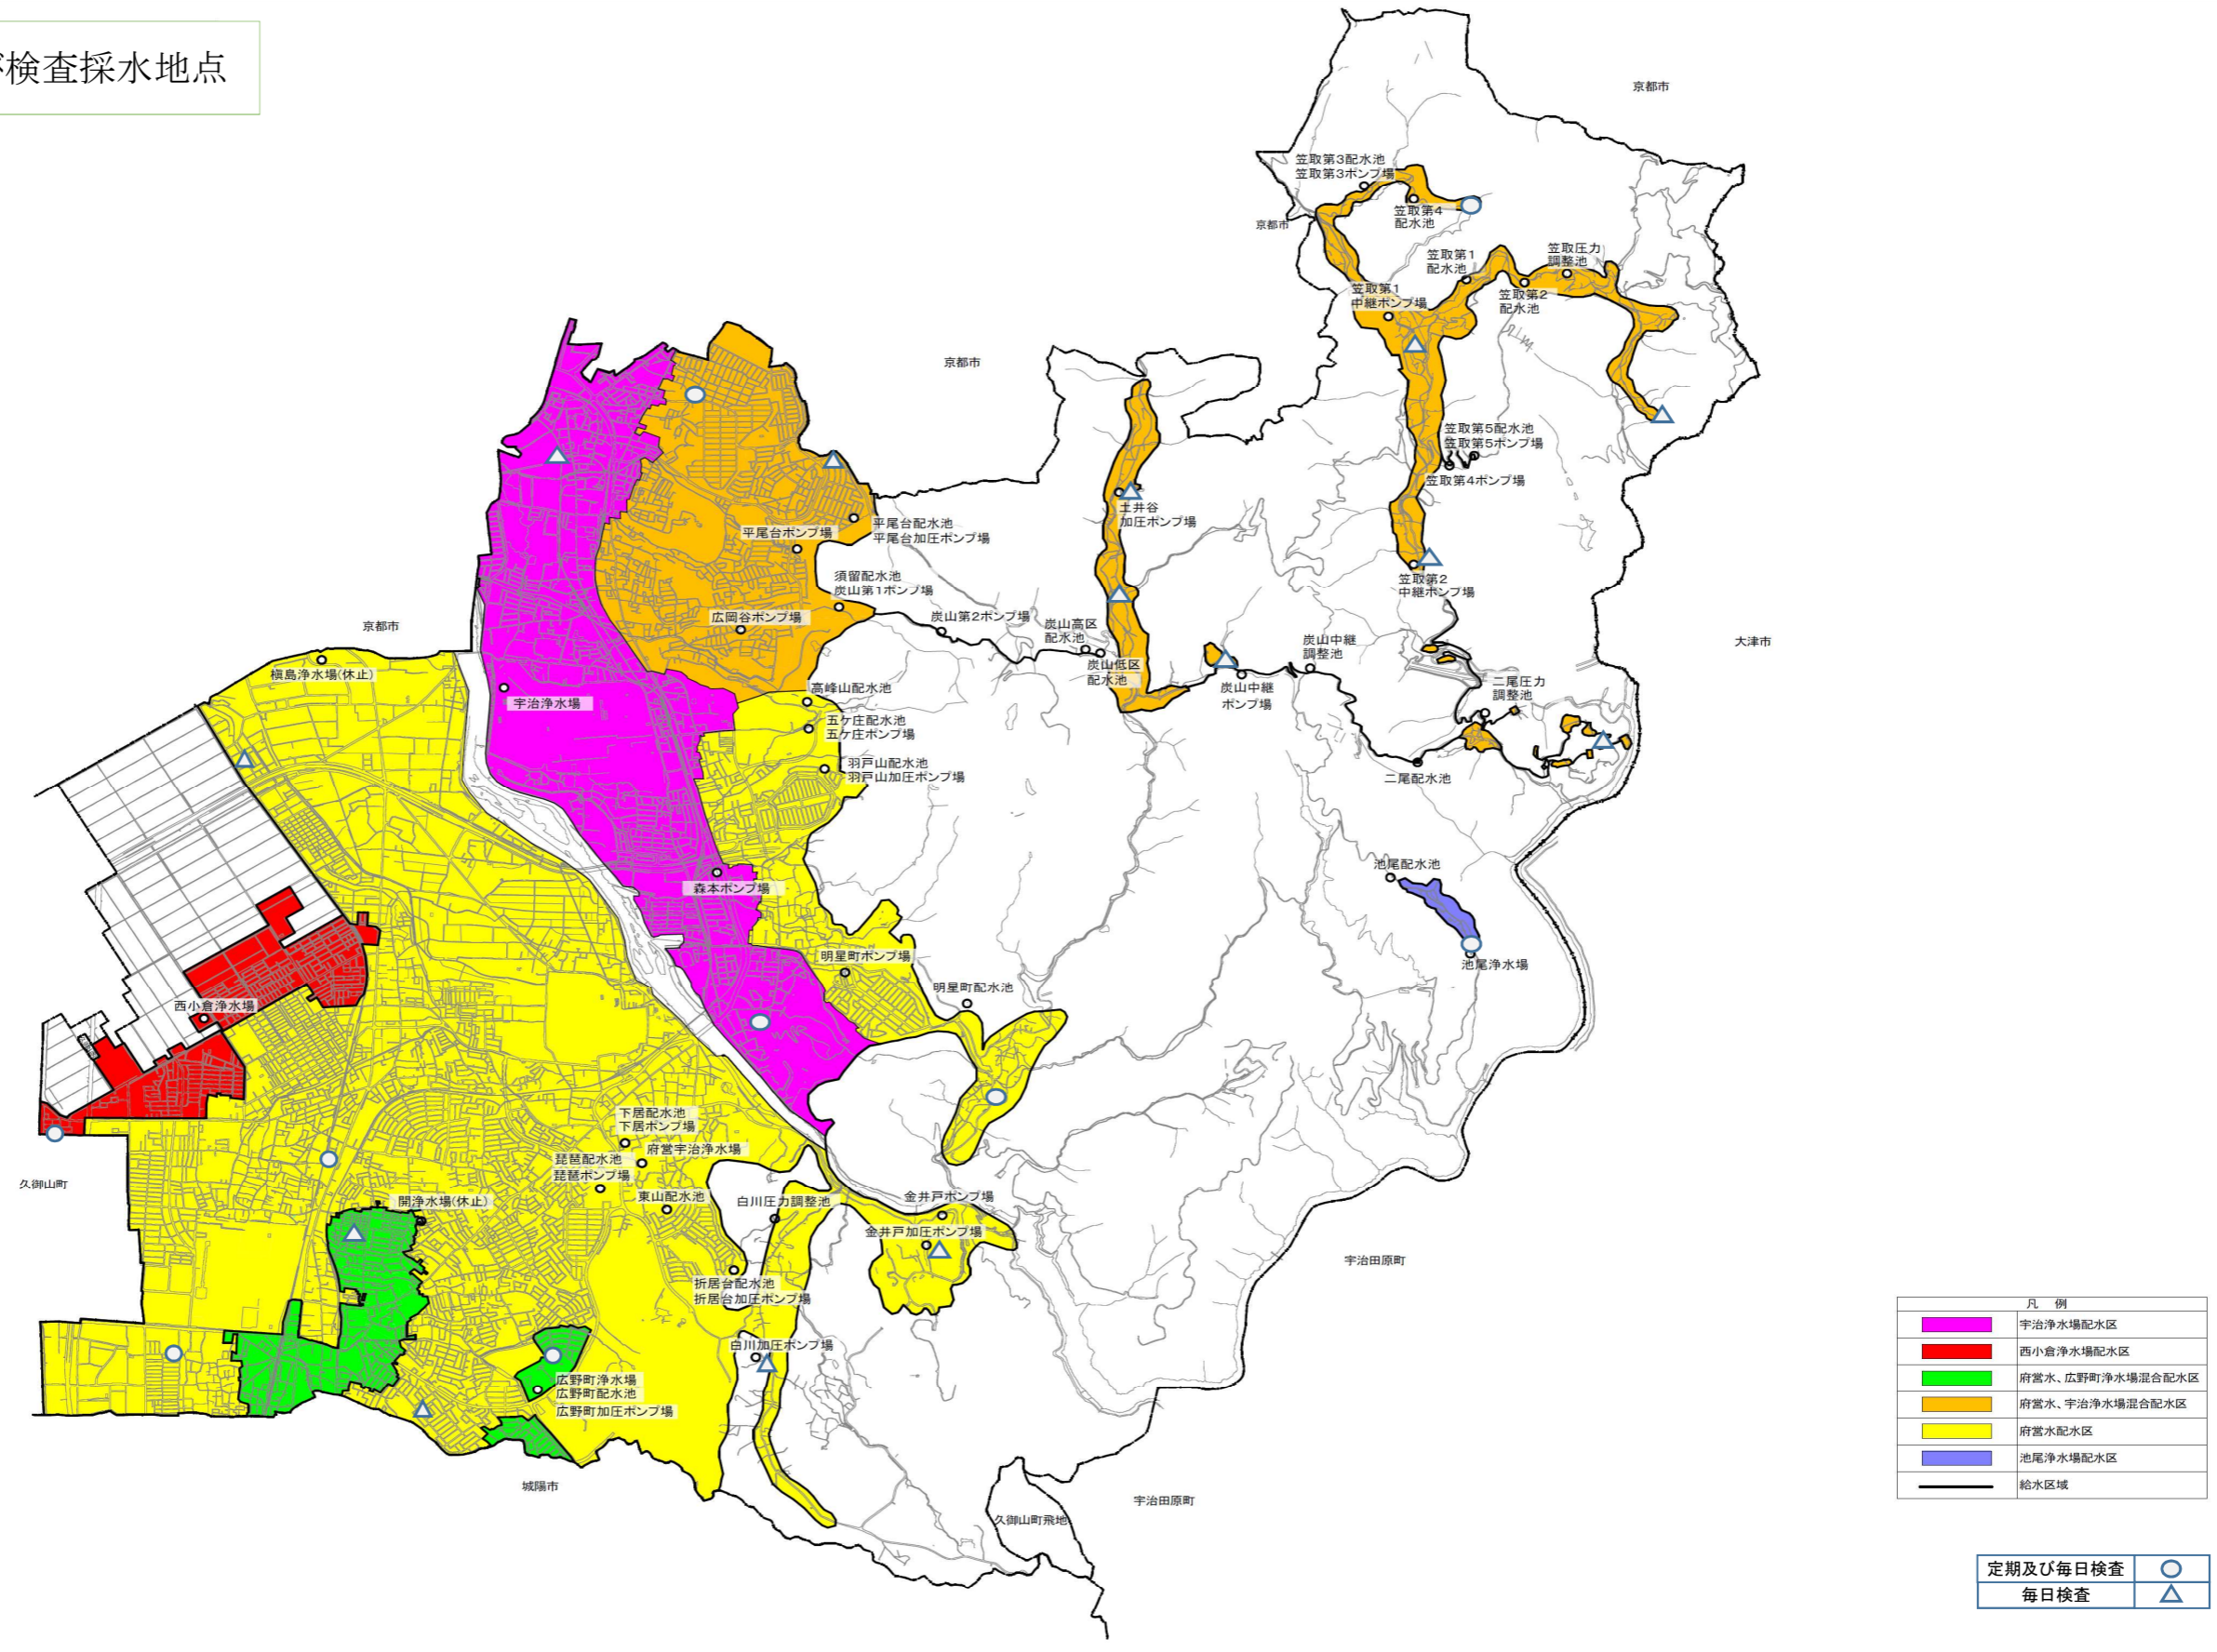 び検査採水地点
京都市
笠取第3配水池
笠取第3ポンプ場
笠取第4
配水池
京都市
笠取第1
配水池
笠取圧力
調整池
笠取第1
中継ポンプ場
笠取第2
配水池
京都市
笠取第5配水池
笠取第5ポンプ場
笠取第4ポンプ場
土井谷
加圧ポンプ場
平尾台配水池
平尾台加圧ポンプ場
平尾台ポンプ場
須留配水池
炭山第1ポンプ場
笠取第2
中継ポンプ場
広岡谷ポンプ場
炭山第2ポンプ場
炭山高区
配水池
炭山中継
調整池
京都市
大津市
槇島浄水場(休止)
炭山低区
配水池
炭山中継
ポンプ場
二尾圧力
調整池
宇治浄水場
高峰山配水池
五ケ庄配水池
五ケ庄ポンプ場
羽戸山配水池
羽戸山加圧ポンプ場
二尾配水池
森本ポンプ場
池尾配水池
明星町ポンプ場
池尾浄水場
明星町配水池
西小倉浄水場
下居配水池
下居ポンプ場
府営宇治浄水場
琵琶配水池
琵琶ポンプ場
久御山町
開浄水場(休止)
東山配水池
白川圧力調整池
金井戸ポンプ場
金井戸加圧ポンプ場
宇治田原町
折居台配水池
折居台加圧ポンプ場
白川加圧ポンプ場
広野町浄水場
広野町配水池
広野町加圧ポンプ場
城陽市
宇治田原町
久御山町飛地
凡 例
宇治浄水場配水区
西小倉浄水場配水区
府営水、広野町浄水場混合配水区
府営水、宇治浄水場混合配水区
府営水配水区
池尾浄水場配水区
給水区域
定期及び毎日検査
毎日検査